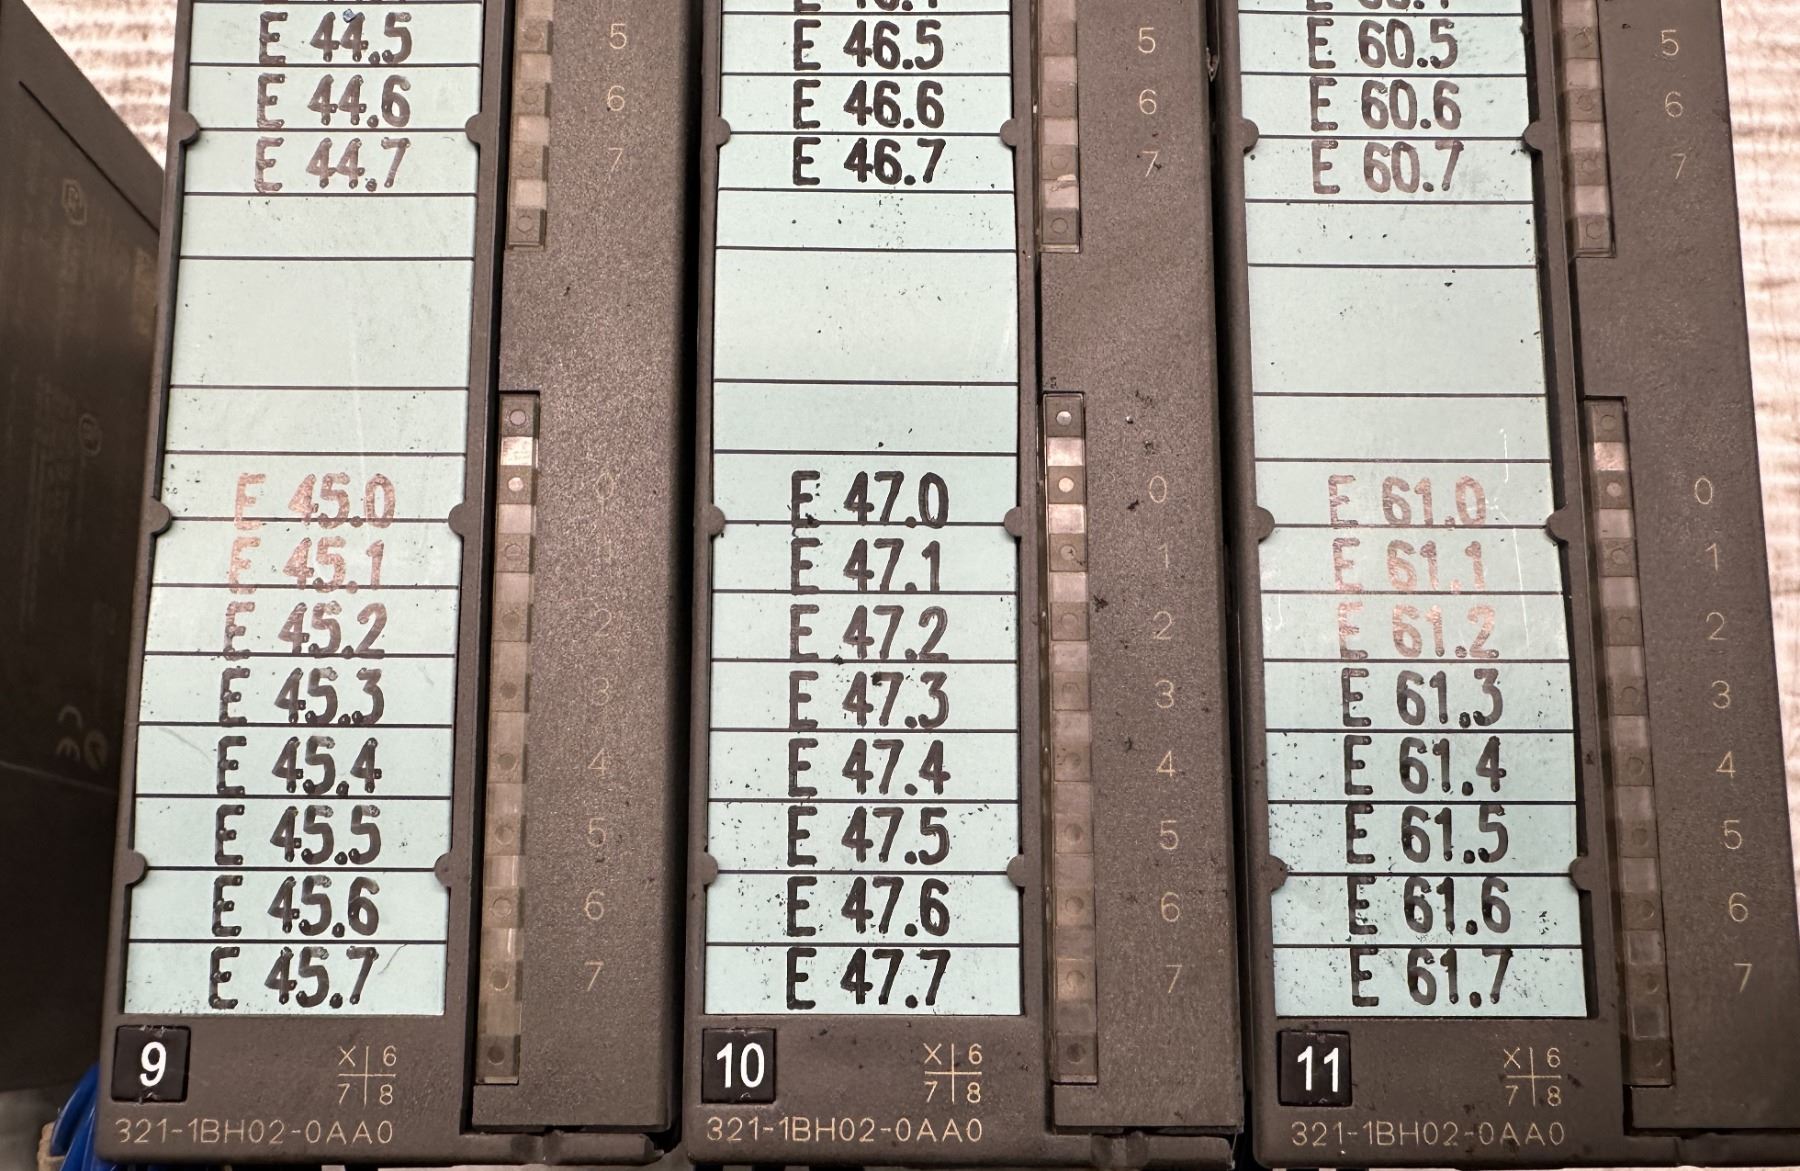 E 44.5
5
E 44.6
6
E 44.7
7
E 45.0
0
E 45.1
E 45.2
2
E 45.3
3
E 45.4
4
E 45.5
5
E 45.6
6
E 45.7
7
9
X 6
7 8
321-1BH02-0AA0
E 46.5
5
E 46.6
6
E 46.7
7
E 47.0
0
E 47.1
1
E 47.2
2
E 47.3
3
E 47.4
4
E 47.5
5
E 47.6
6
E 47.7
7
10
X 6
7 8
321-1BH02-0AA0
E 60.5
5
E 60.6
6
E 60.7
7
E 61.0
0
E 61.1
1
E 61.2
2
E 61.3
3
E 61.4
4
E 61.5
5
E 61.6
6
E 61.7
7
11
X 6
7 8
321-1BH02-0AA0